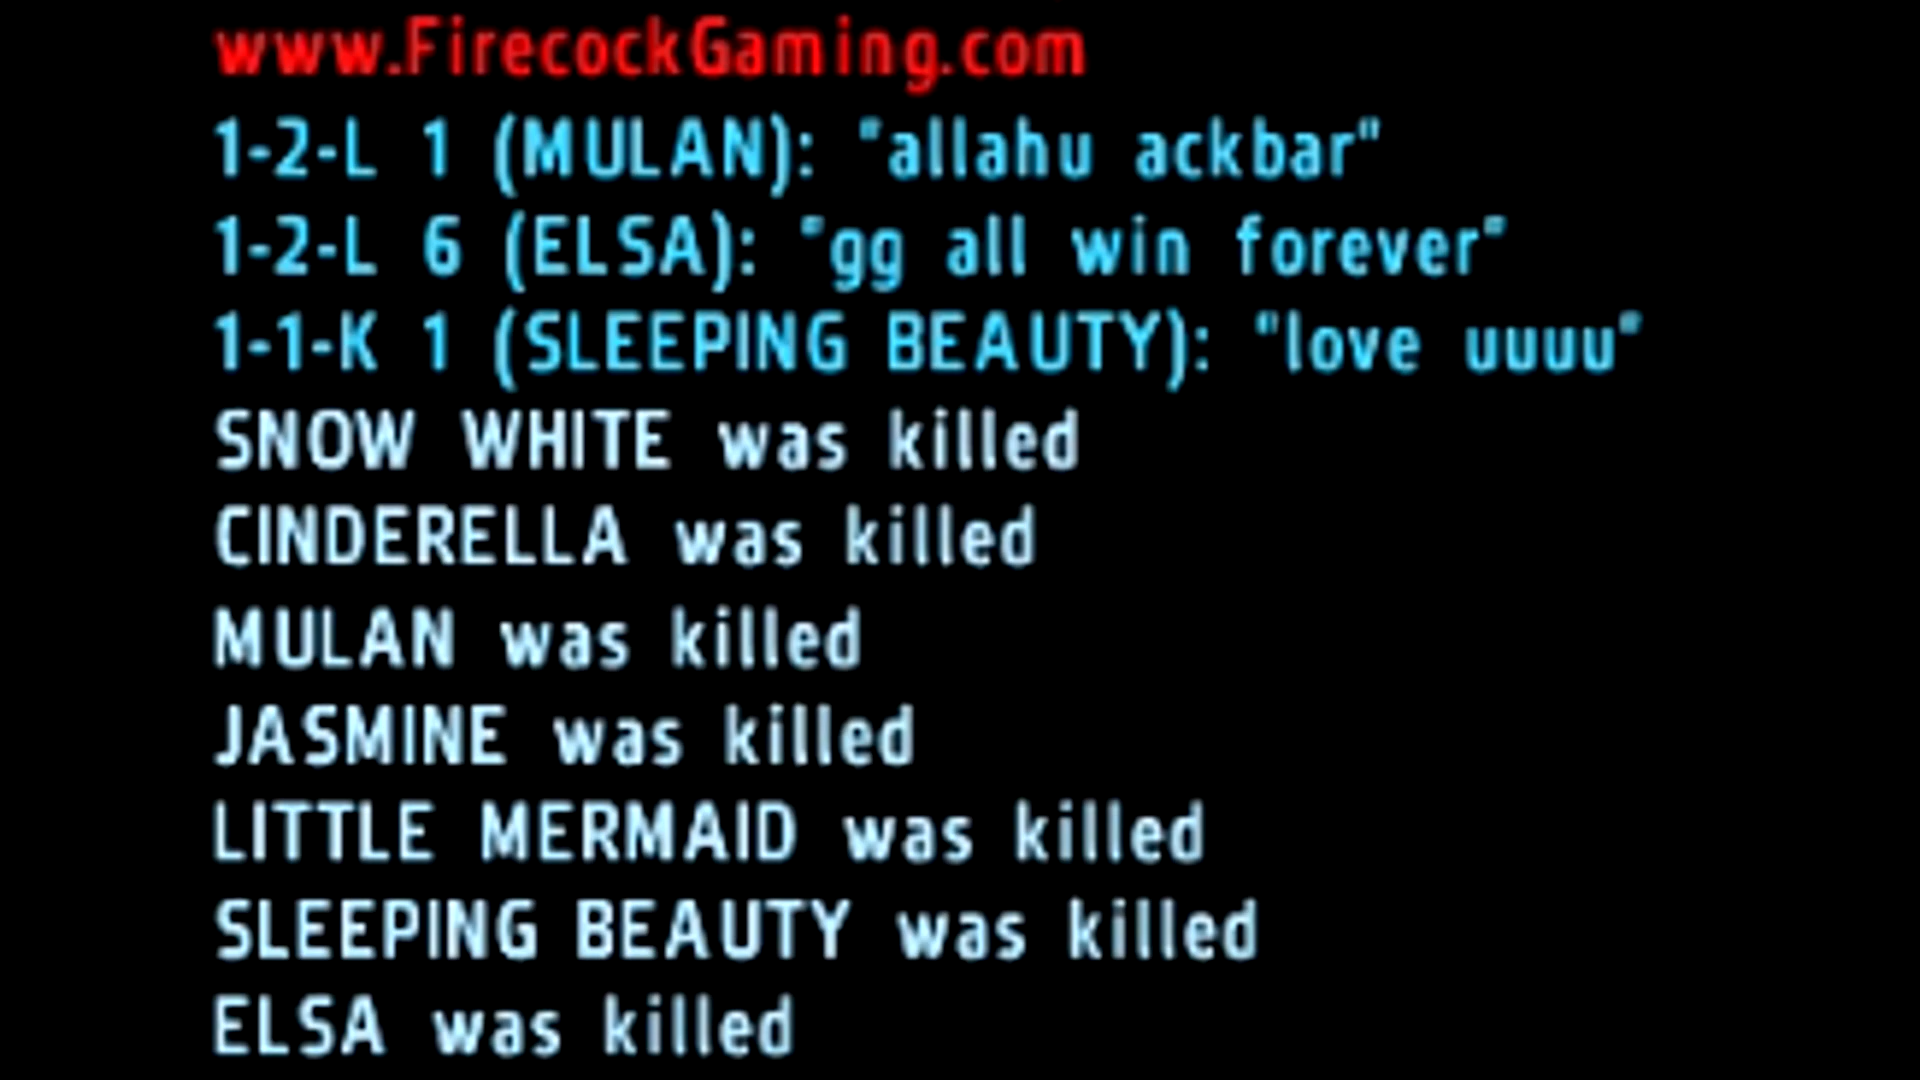 www.FirecockGaming.com
1-2-L 1 (MULAN): "allahu ackbar"
1-2-L 6 (ELSA): "gg all win forever"
1-1-K 1 (SLEEPING BEAUTY): "love uuuu"
SNOW WHITE was killed
CINDERELLA was killed
MULAN was killed
JASMINE was killed
LITTLE MERMAID was killed
SLEEPING BEAUTY was killed
ELSA was killed